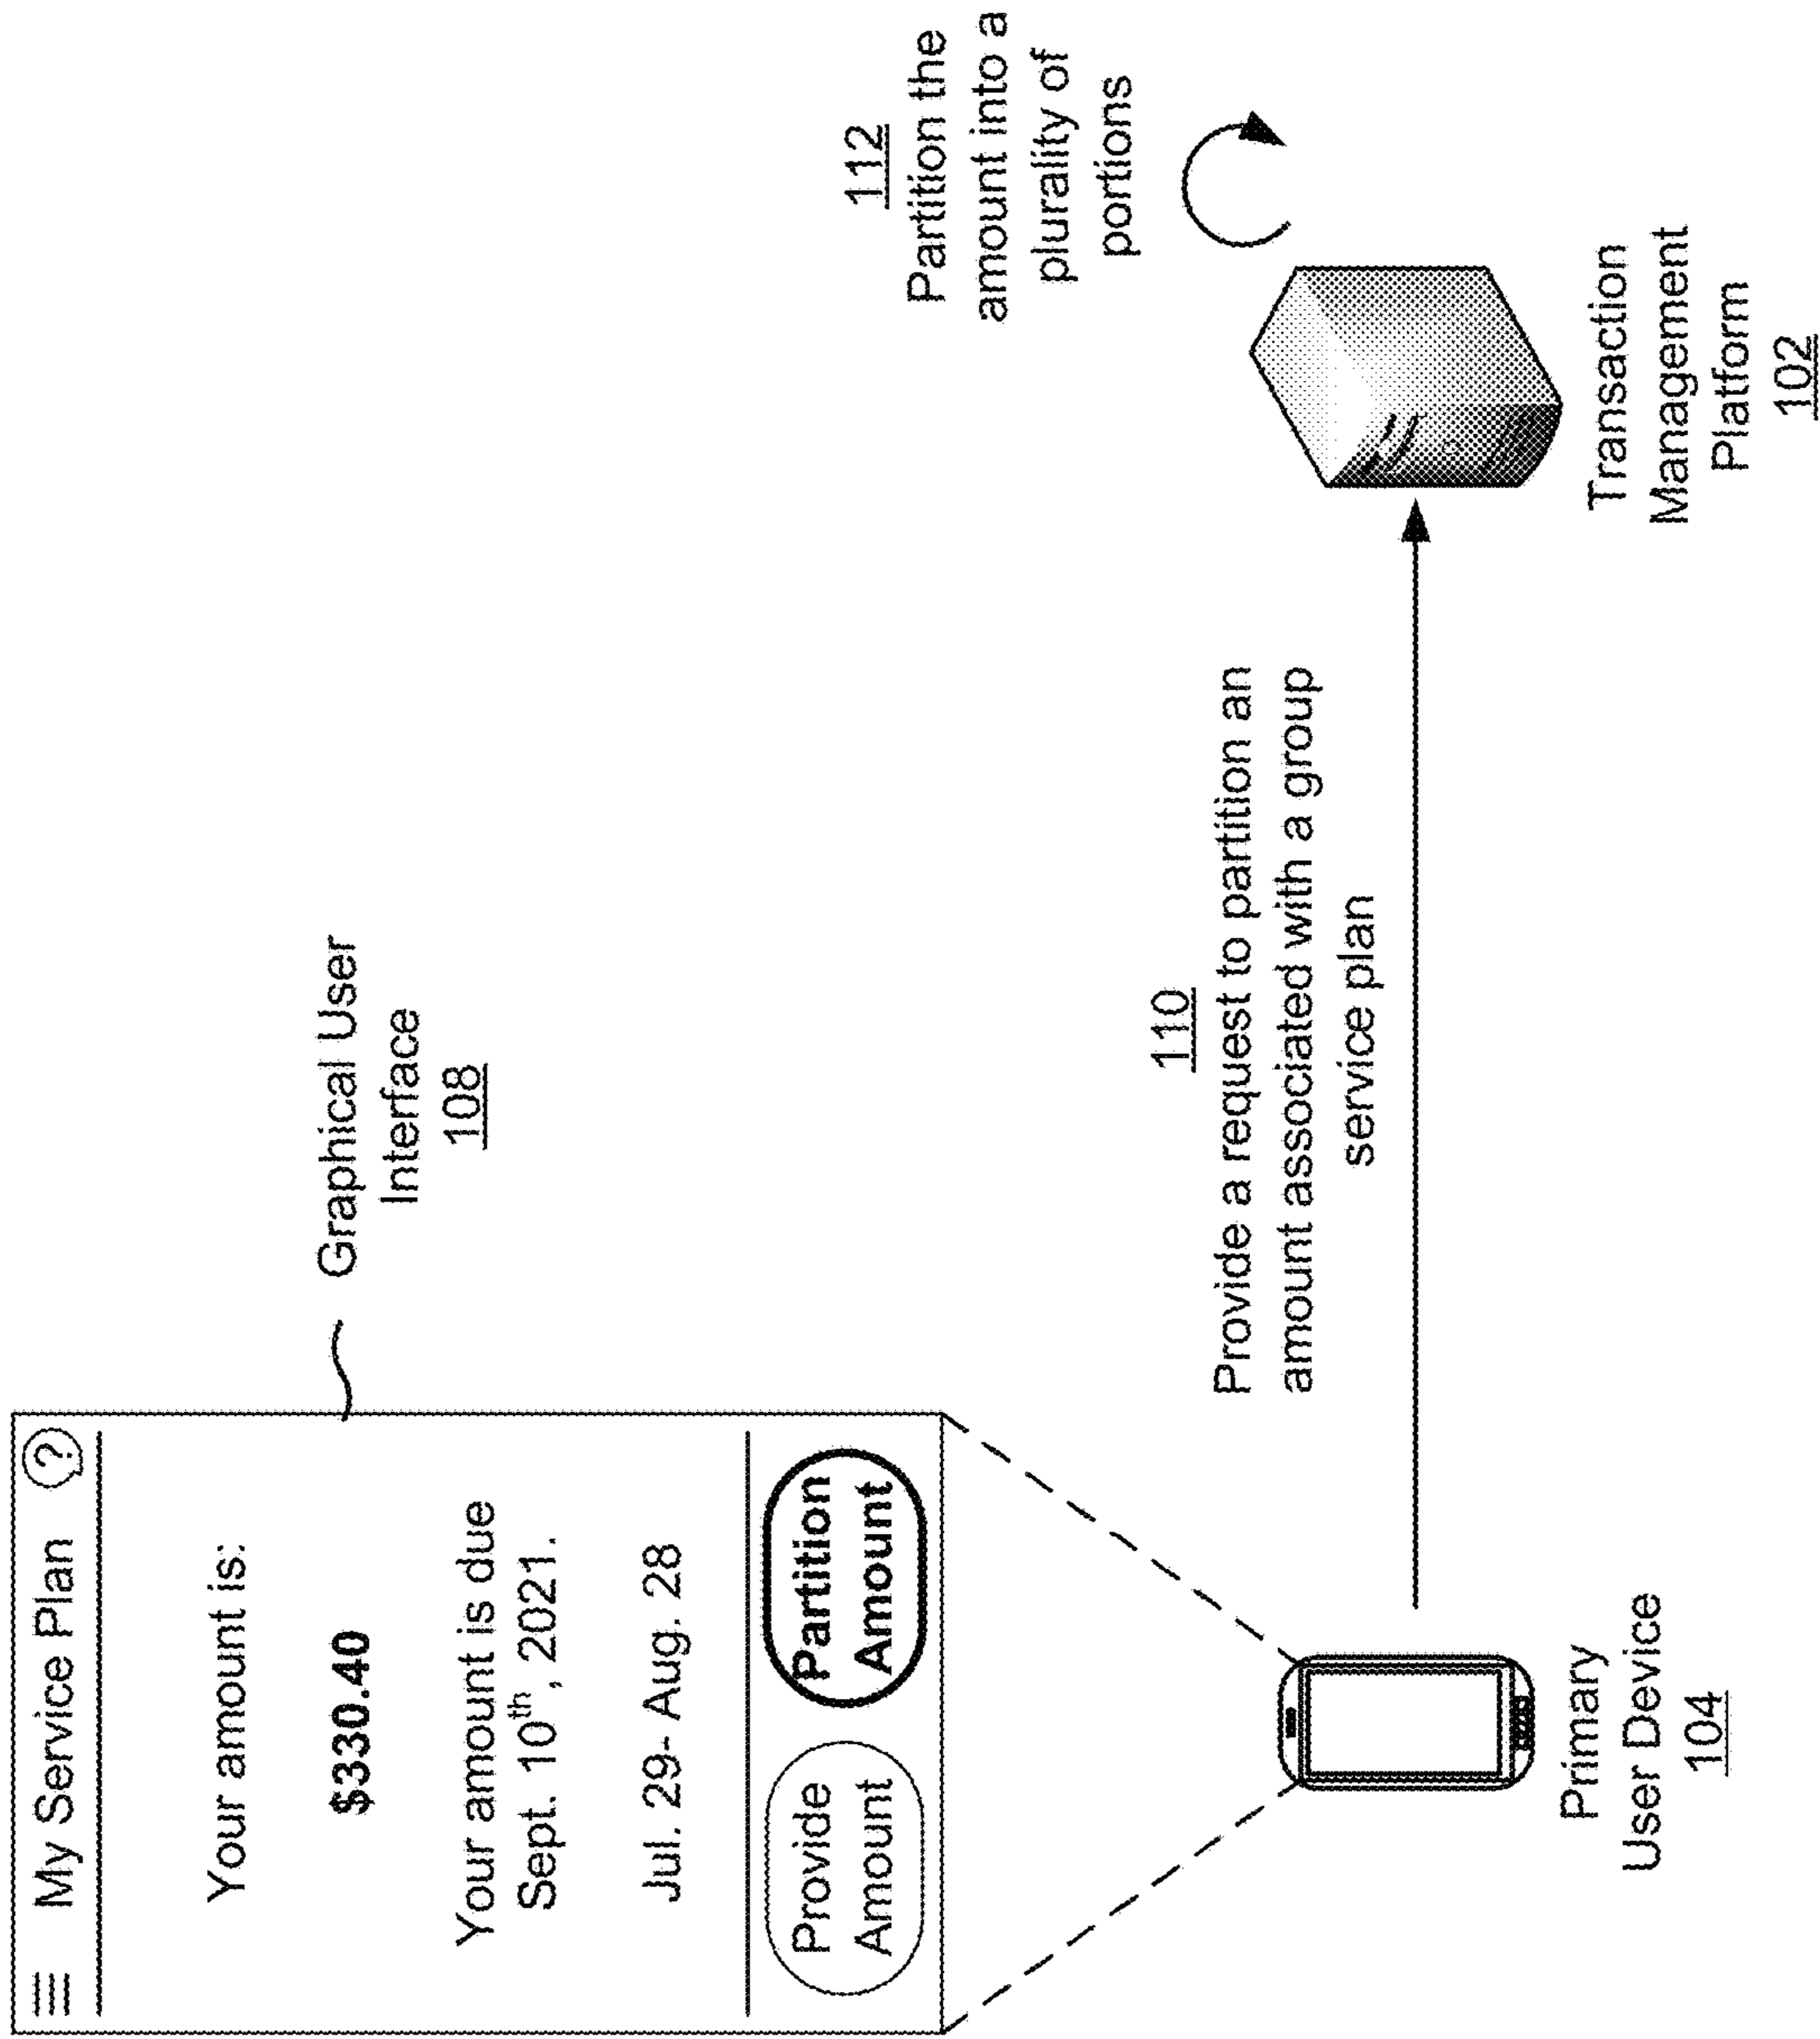 My Service Plan ?
Your amount is:
$330.40
Your amount is due
Sept. 10th, 2021.
Jul. 29- Aug. 28
Provide
Amount
Partition
Amount
Graphical User
Interface
108
110
Provide a request to partition an
amount associated with a group
service plan
112
Partition the
amount into a
plurality of
portions
Primary
User Device
104
Transaction
Management
Platform
102